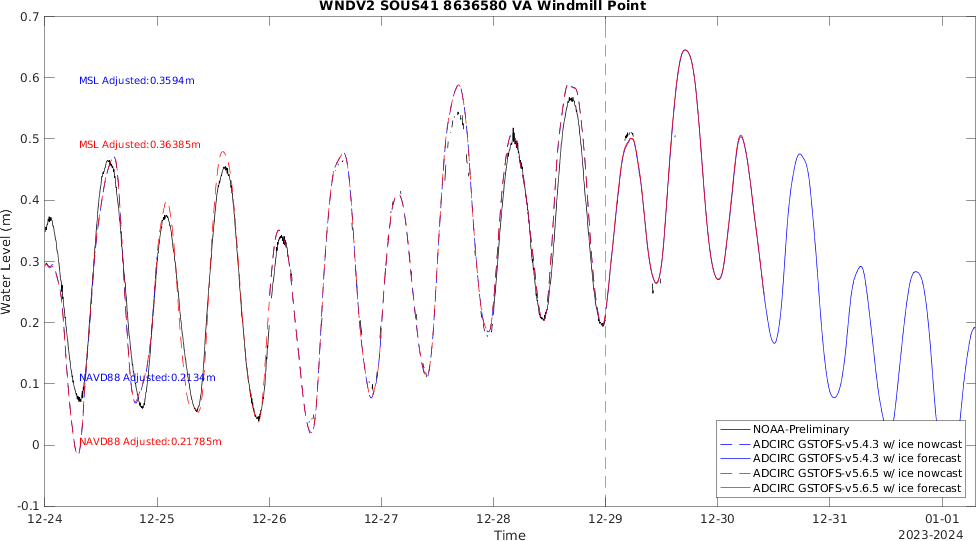 WNDV2 SOUS41 8636580 VA Windmill Point
0.7
0.6
0.5
0.4
0.3
0.2
0.1
0
-0.1
Water Level (m)
MSL Adjusted:0.3594m
MSL Adjusted:0.36385m
NAVD88 Adjusted:0.2134m
NAVD88 Adjusted:0.21785m
NOAA-Preliminary
ADCIRC GSTOFS-v5.4.3 w/ ice nowcast
ADCIRC GSTOFS-v5.4.3 w/ ice forecast
ADCIRC GSTOFS-v5.6.5 w/ ice nowcast
ADCIRC GSTOFS-v5.6.5 w/ ice forecast
12-24 12-25 12-26 12-27 12-28 12-29 12-30 12-31 01-01
Time
2023-2024